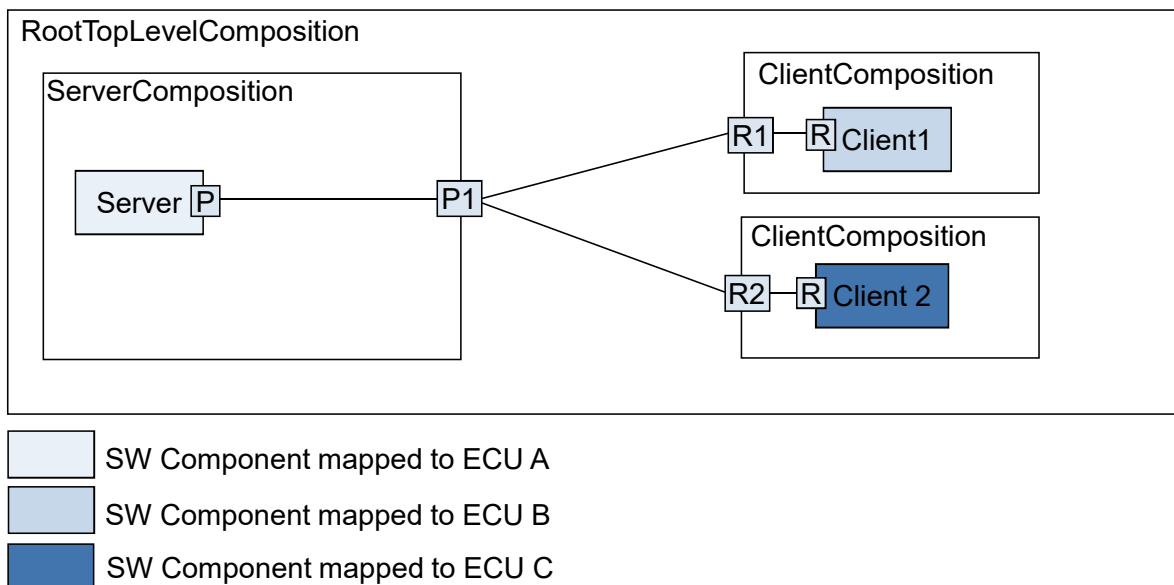 RootTopLevelComposition
ServerComposition
Server
P
P1
ClientComposition
R1
R
Client1
ClientComposition
R2
R
Client 2
SW Component mapped to ECU A
SW Component mapped to ECU B
SW Component mapped to ECU C